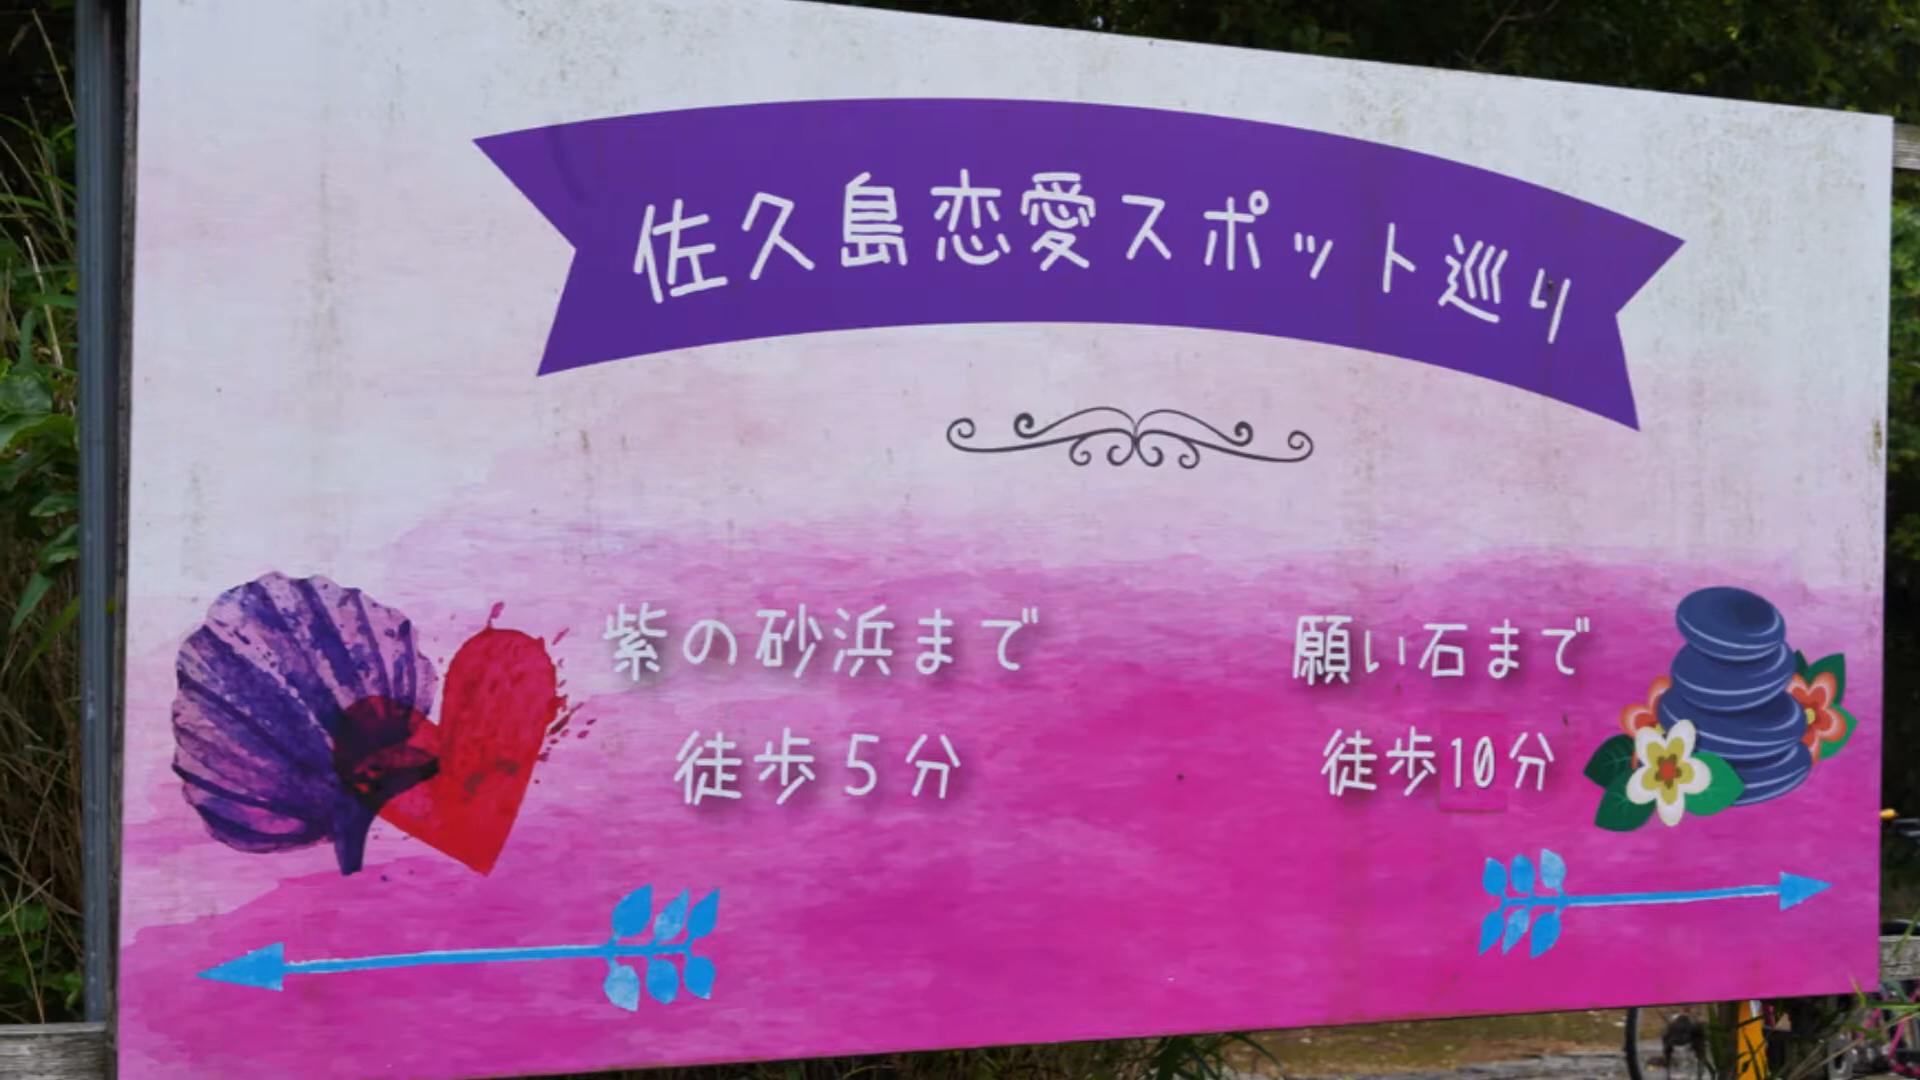 佐久島恋愛スポット巡り
紫の砂浜まで
徒歩5分
願い石まで
徒歩10分